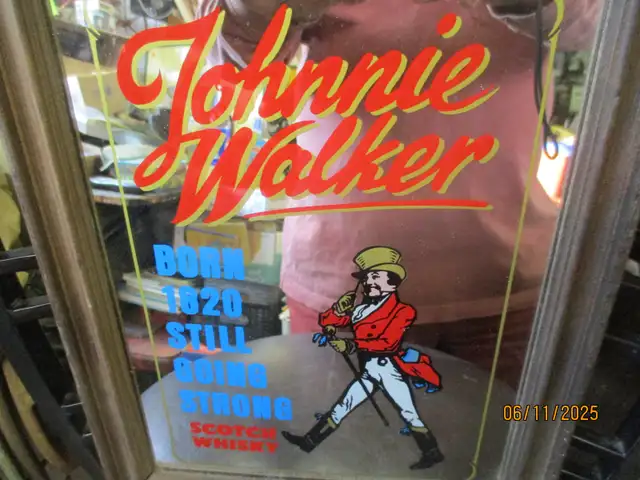 Johnnie
Walker
BORN
1820
STILL
GOING
STRONG
SCOTCH
WHISKY
06/11/2025